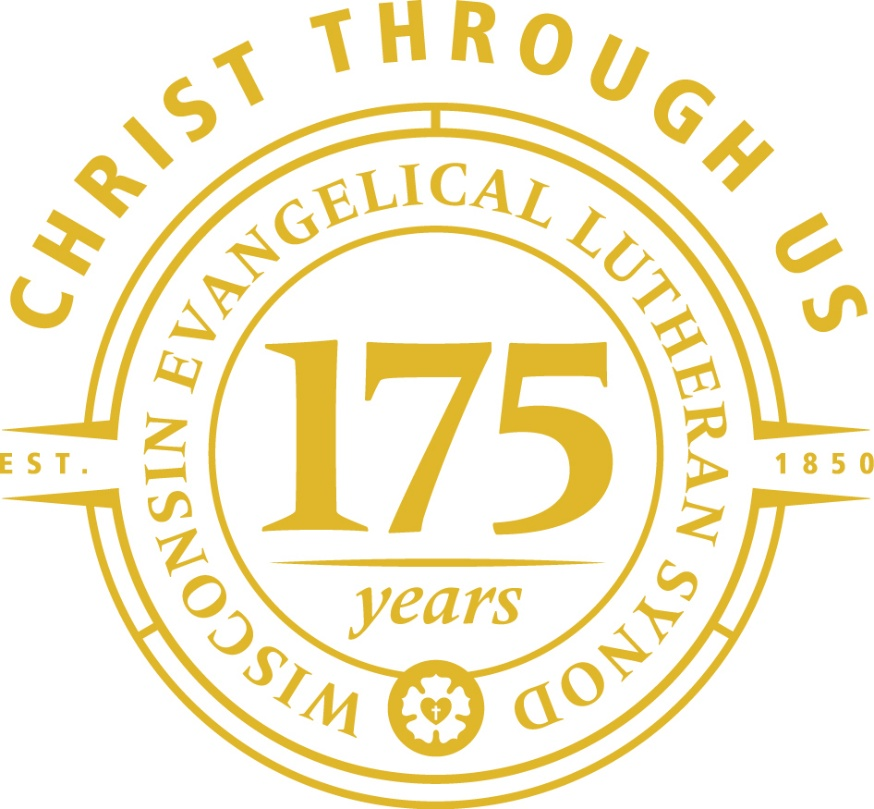 CHRIST THROUGH US
WISCONSIN EVANGELICAL LUTHERAN SYNOD
EST. 1850
175
years